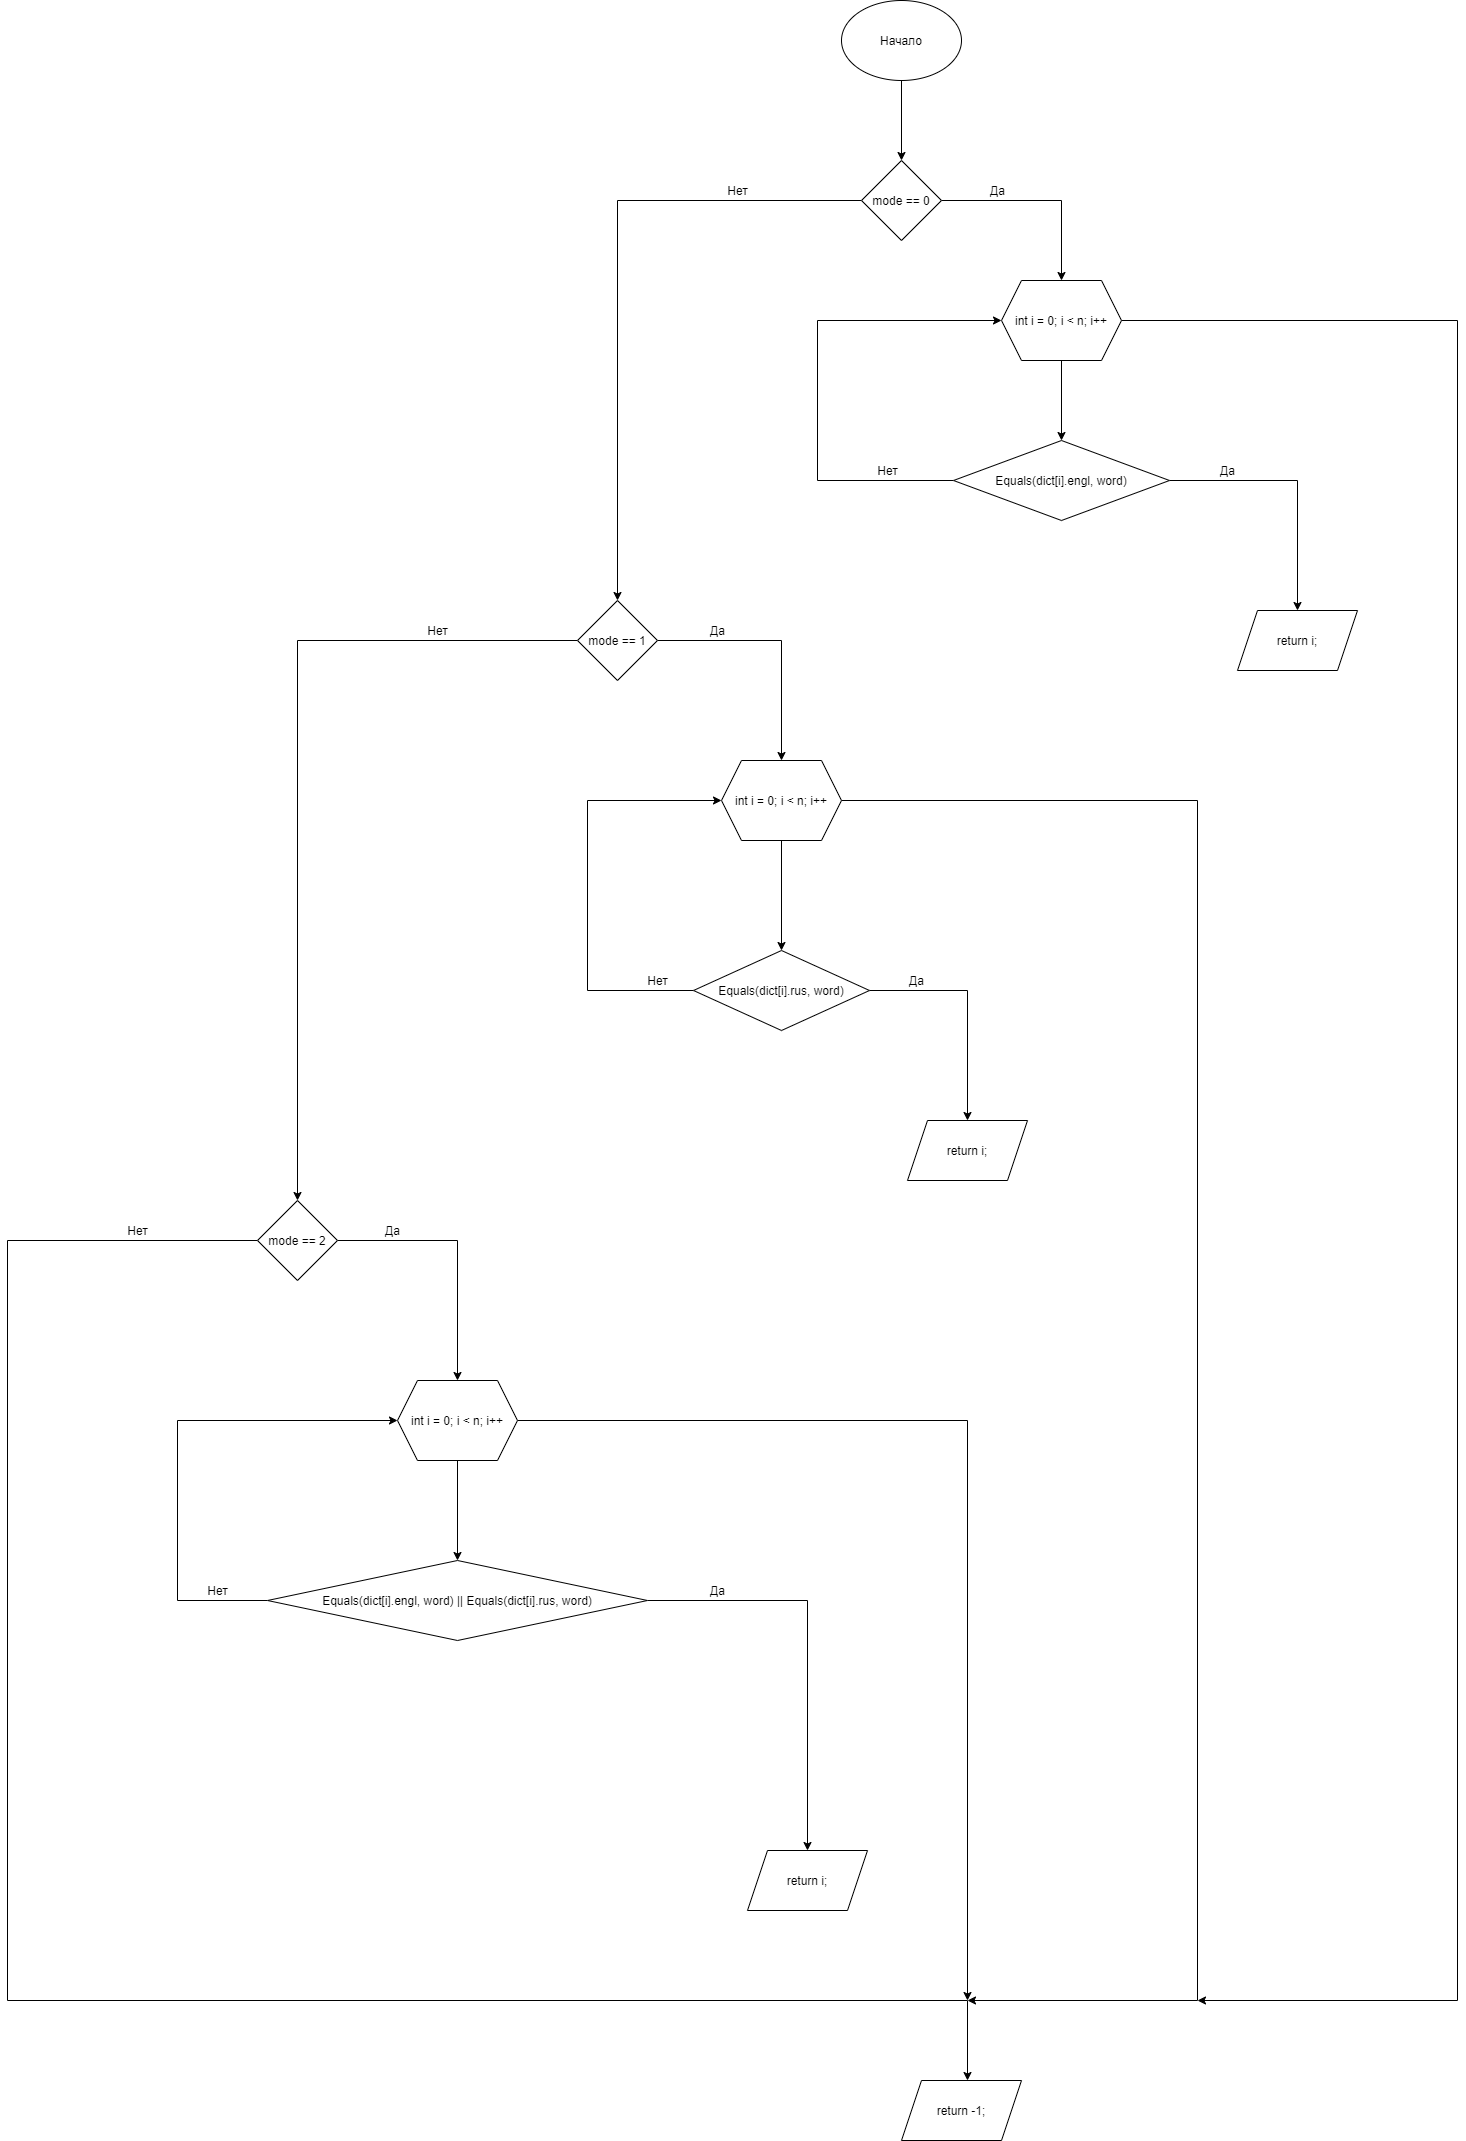 Начало
Нет
mode == 0
Да
int i = 0; i < n; i++
Нет
Equals(dict[i].engl, word)
Да
return i;
Нет
mode == 1
Да
int i = 0; i < n; i++
Нет
Equals(dict[i].rus, word)
Да
return i;
Нет
mode == 2
Да
int i = 0; i < n; i++
Нет
Equals(dict[i].engl, word) || Equals(dict[i].rus, word)
Да
return i;
return -1;